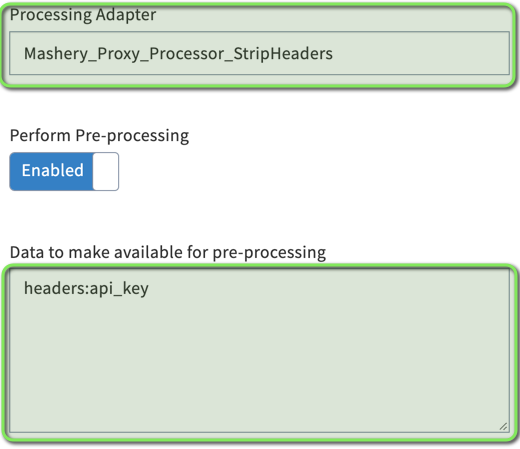 Processing Adapter
Mashery_Proxy_Processor_StripHeaders
Perform Pre-processing
Enabled
Data to make available for pre-processing
headers:api_key